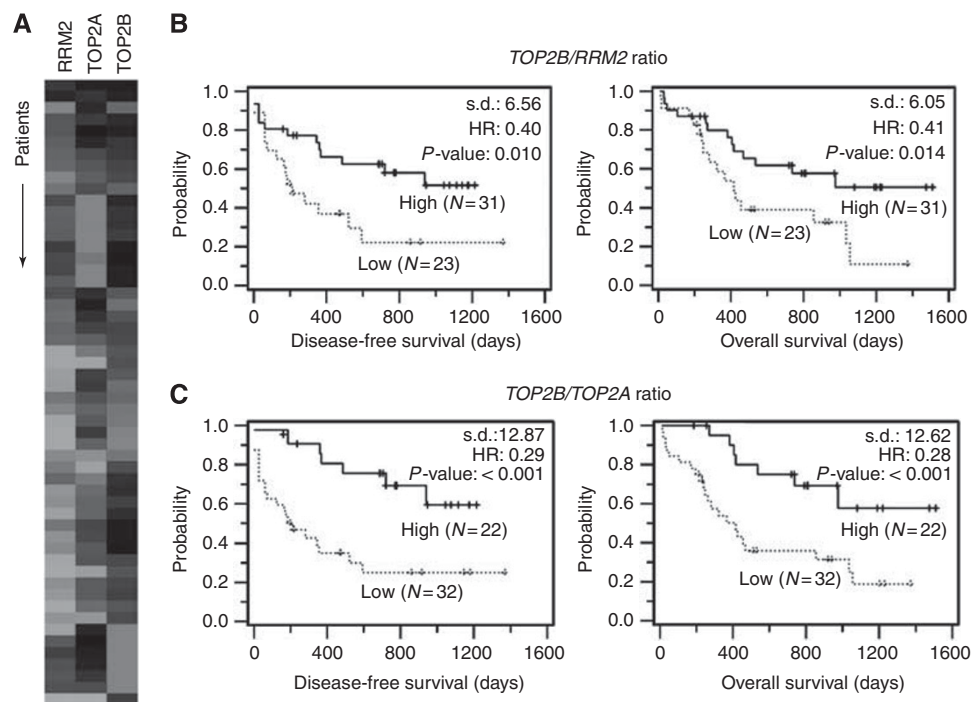 A
RRM2
TOP2A
TOP2B
Patients
B
TOP2B/RRM2 ratio
1.0
0.8
0.6
0.4
0.2
0.0
Probability
s.d.: 6.56
HR: 0.40
P-value: 0.010
High (N=31)
Low (N=23)
0 400 800 1200 1600
Disease-free survival (days)
1.0
0.8
0.6
0.4
0.2
0.0
Probability
s.d.: 6.05
HR: 0.41
P-value: 0.014
High (N=31)
Low (N=23)
0 400 800 1200 1600
Overall survival (days)
C
TOP2B/TOP2A ratio
1.0
0.8
0.6
0.4
0.2
0.0
Probability
s.d.:12.87
HR: 0.29
P-value: < 0.001
High (N=22)
Low (N=32)
0 400 800 1200 1600
Disease-free survival (days)
1.0
0.8
0.6
0.4
0.2
0.0
Probability
s.d.: 12.62
HR: 0.28
P-value: < 0.001
High (N=22)
Low (N=32)
0 400 800 1200 1600
Overall survival (days)